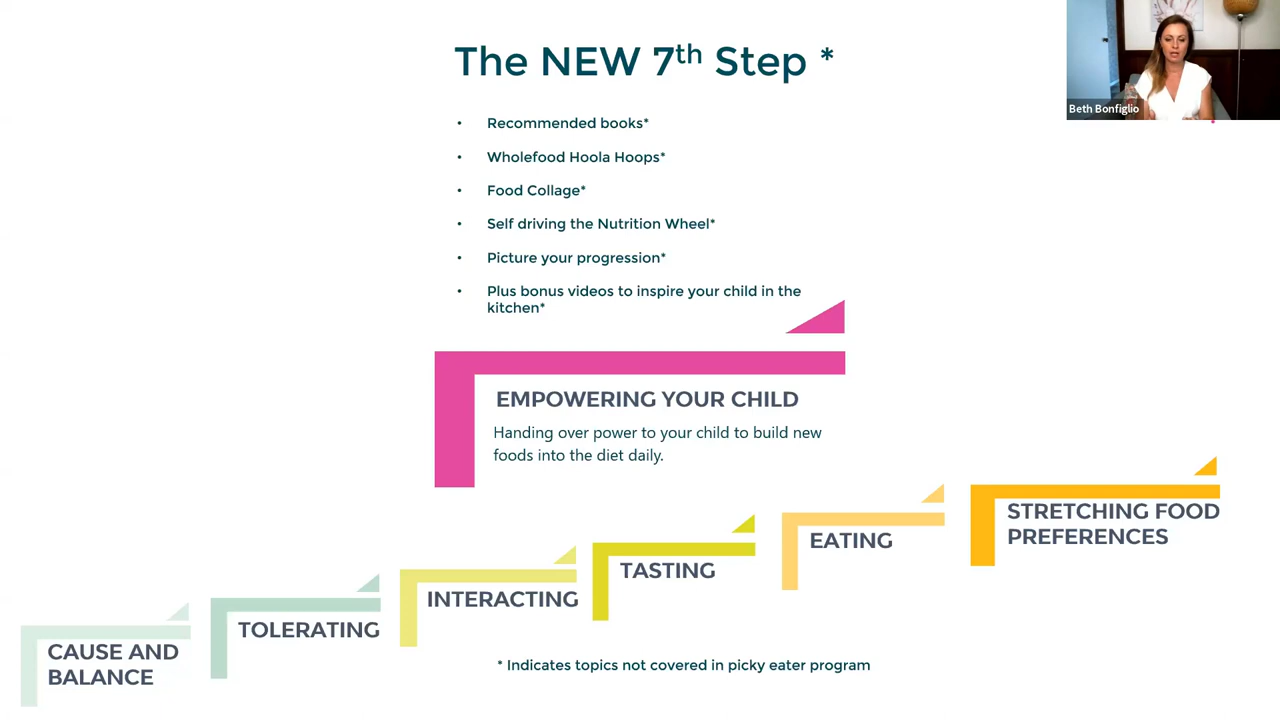 The NEW 7th Step *
Beth Bonfiglio
• Recommended books*
• Wholefood Hoola Hoops*
• Food Collage*
• Self driving the Nutrition Wheel*
• Picture your progression*
• Plus bonus videos to inspire your child in the
kitchen*
EMPOWERING YOUR CHILD
Handing over power to your child to build new
foods into the diet daily.
STRETCHING FOOD
PREFERENCES
EATING
TASTING
INTERACTING
TOLERATING
CAUSE AND
BALANCE
* Indicates topics not covered in picky eater program